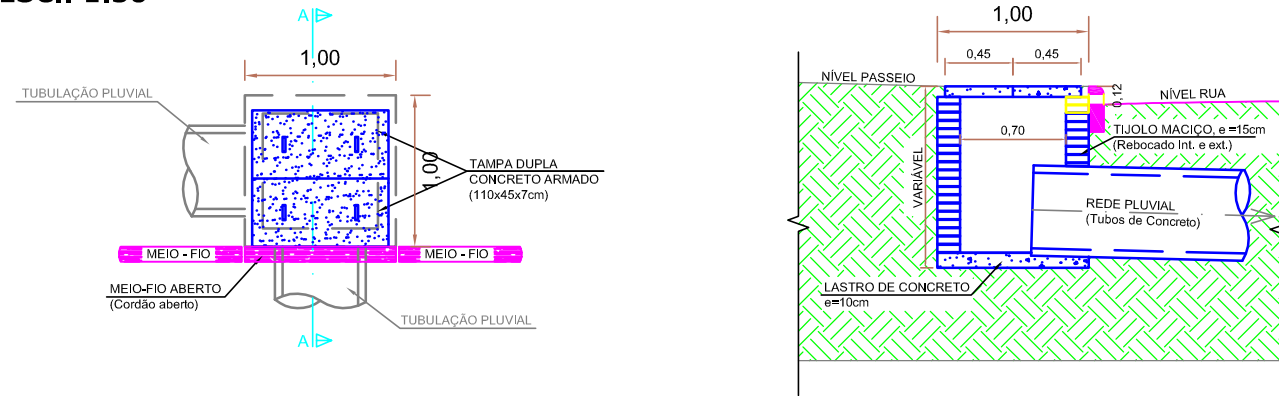 A
1,00
TUBULAÇÃO PLUVIAL
1,00
TAMPA DUPLA
CONCRETO ARMADO
(110x45x7cm)
MEIO - FIO
MEIO - FIO
MEIO-FIO ABERTO
(Cordão aberto)
TUBULAÇÃO PLUVIAL
A
1,00
0,45
0,45
NÍVEL PASSEIO
0,12
NÍVEL RUA
0,70
TIJOLO MACIÇO, e =15cm
(Rebocado Int. e ext.)
VARIÁVEL
REDE PLUVIAL
(Tubos de Concreto)
LASTRO DE CONCRETO
e=10cm